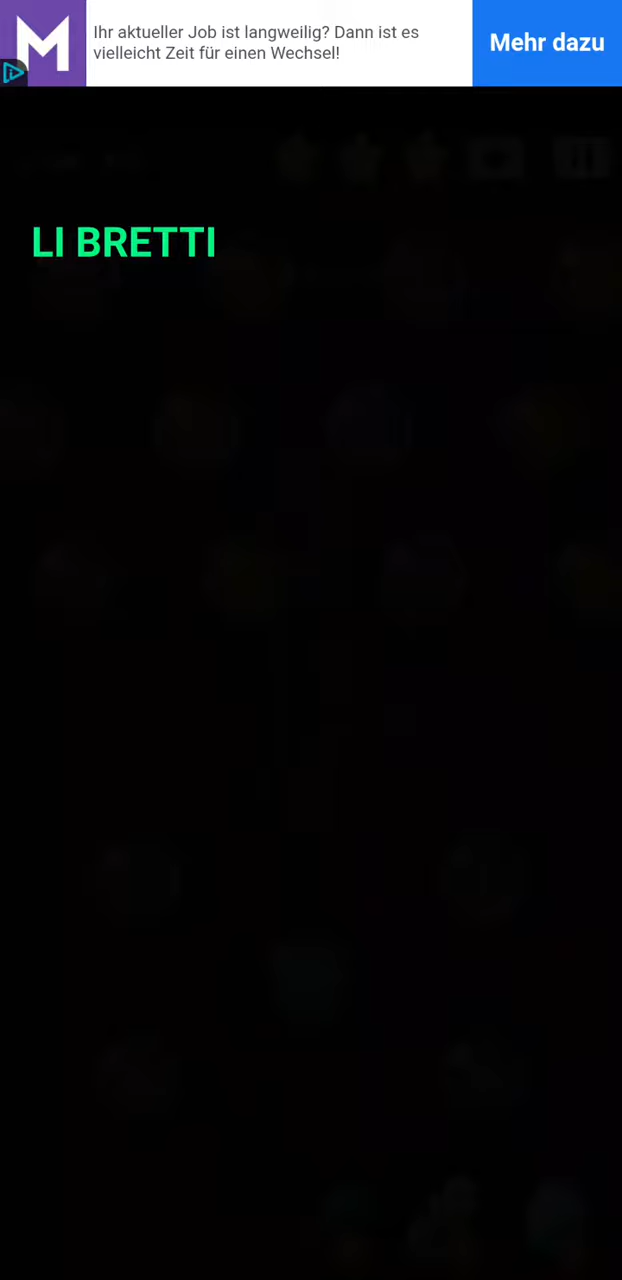 Ihr aktueller Job ist langweilig? Dann ist es
vielleicht Zeit für einen Wechsel!
Mehr dazu
LI BRETTI